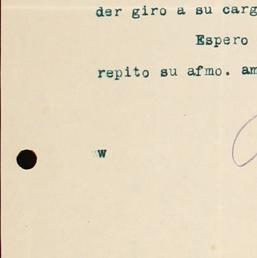 der giro a su carg
Espero
repito su afmo. am
w